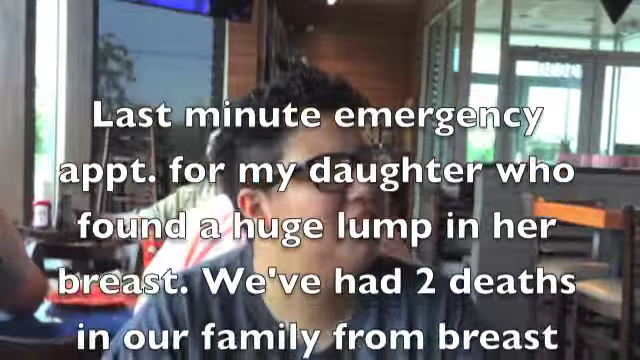 Last minute emergency
appt. for my daughter who
found a huge lump in her
breast. We've had 2 deaths
in our family from breast